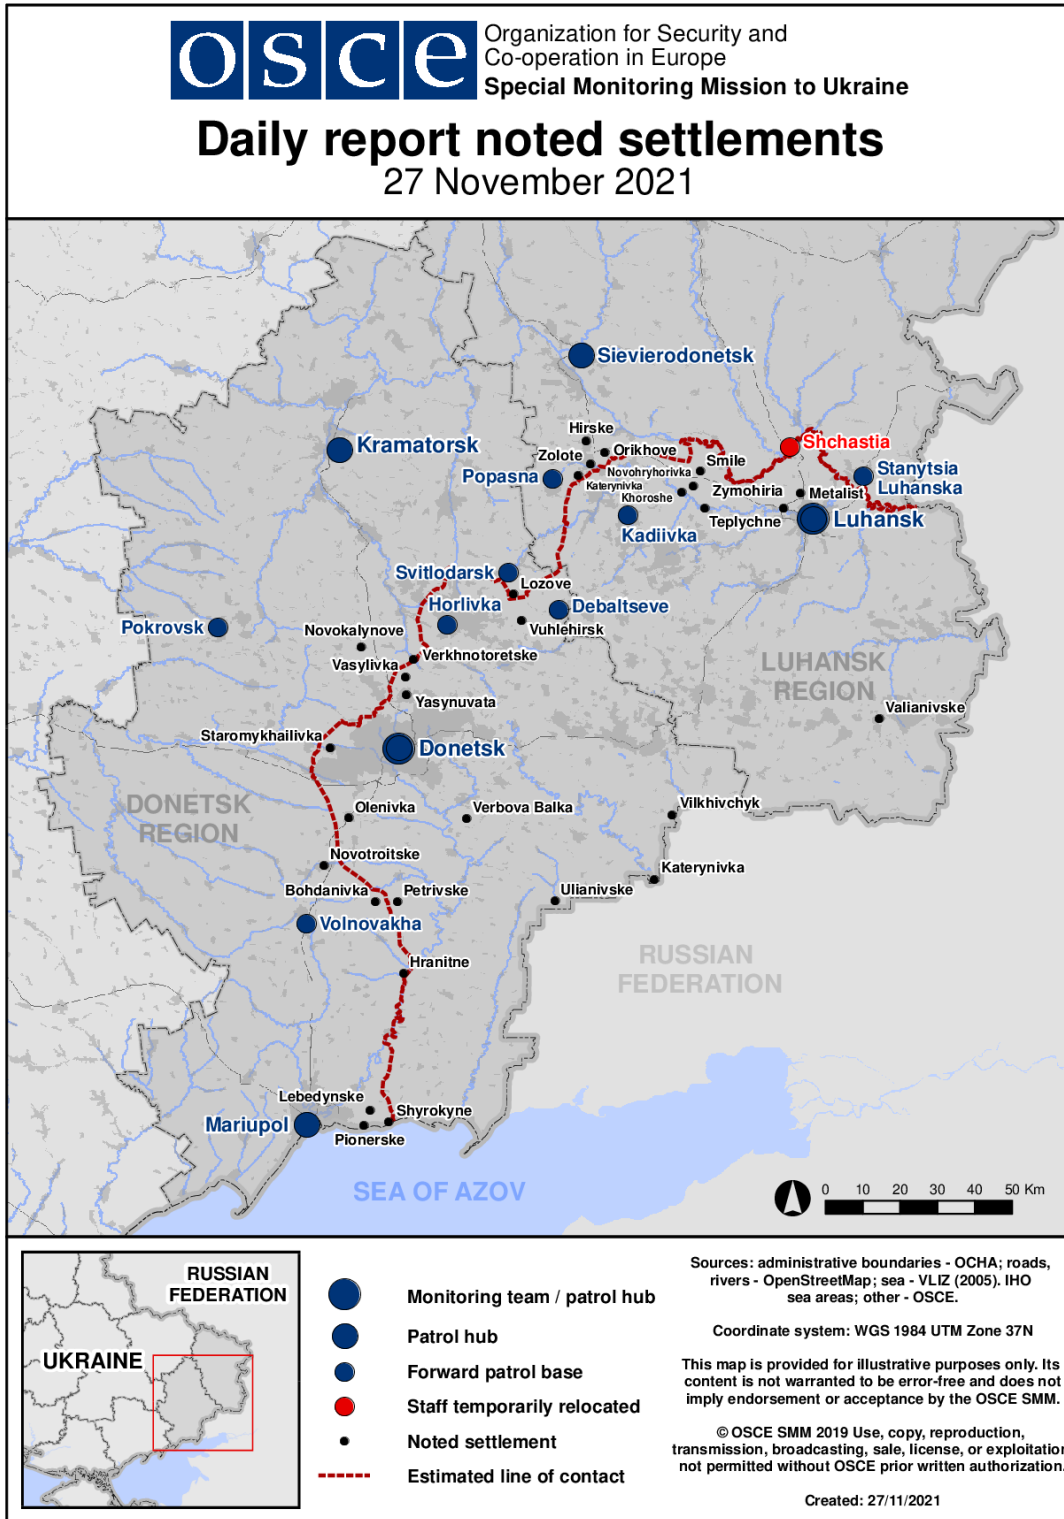 osce
Organization for Security and
Co-operation in Europe
Special Monitoring Mission to Ukraine
Daily report noted settlements
27 November 2021
Sievierodonetsk
Kramatorsk
Hirske
Zolote
Orikhove
Shchastia
Popasna
Novohryhorivka
Smile
Katerynivka
Khoroshe
Zymohiria
Metalist
Stanytsia
Luhanska
Teplychne
Luhansk
Kadiivka
Svitlodarsk
Lozove
Horlivka
Debaltseve
Pokrovsk
Novokalynove
Vuhlehirsk
Verkhnotoretske
Vasylivka
LUHANSK
REGION
Yasynuvata
Valianivske
Staromykhailivka
Donetsk
DONETSK
REGION
Olenivka
Verbova Balka
Vilkhivchyk
Novotroitske
Katerynivka
Bohdanivka
Petrivske
Ulianivske
Volnovakha
Hranitne
RUSSIAN
FEDERATION
Lebedynske
Shyrokyne
Mariupol
Pionerske
SEA OF AZOV
0 10 20 30 40 50 Km
RUSSIAN
FEDERATION
UKRAINE
Monitoring team / patrol hub
Patrol hub
Forward patrol base
Staff temporarily relocated
Noted settlement
Estimated line of contact
Sources: administrative boundaries - OCHA; roads,
rivers - OpenStreetMap; sea - VLIZ (2005). IHO
sea areas; other - OSCE.
Coordinate system: WGS 1984 UTM Zone 37N
This map is provided for illustrative purposes only. Its
content is not warranted to be error-free and does not
imply endorsement or acceptance by the OSCE SMM.
© OSCE SMM 2019 Use, copy, reproduction,
transmission, broadcasting, sale, license, or exploitation
not permitted without OSCE prior written authorization.
Created: 27/11/2021